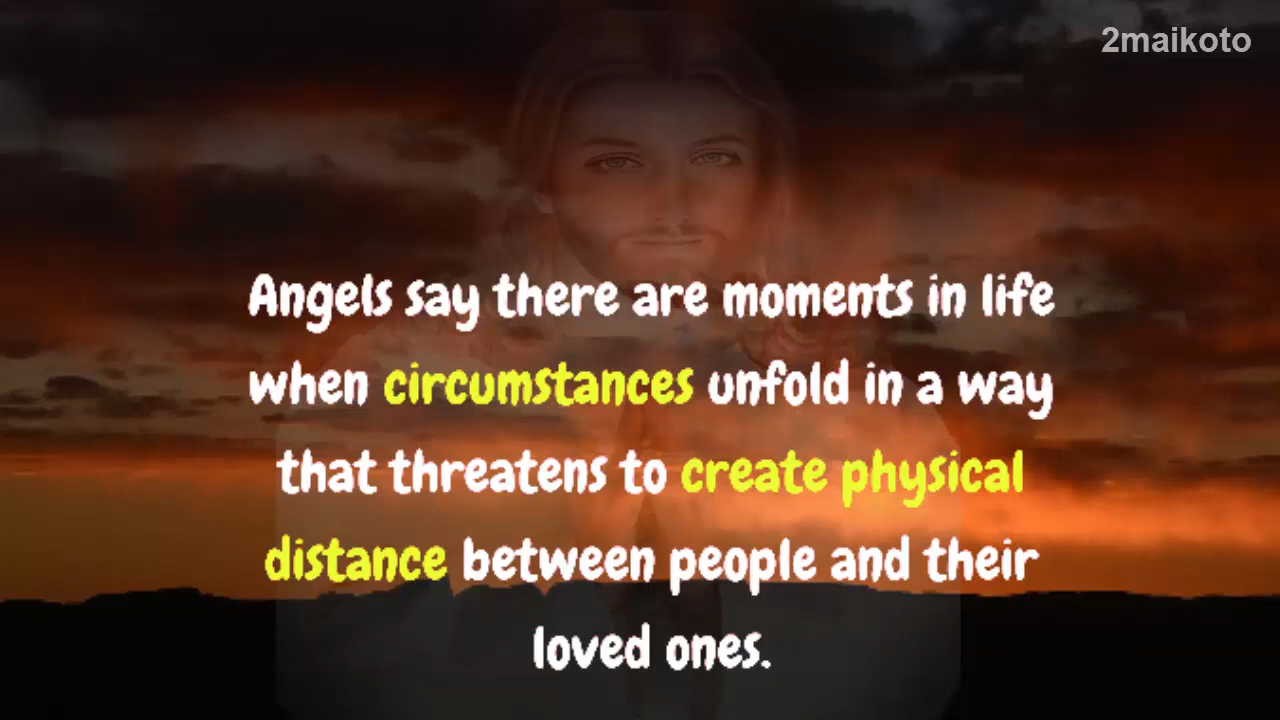 2maikoto
Angels say there are moments in life
when circumstances unfold in a way
that threatens to create physical
distance between people and their
loved ones.